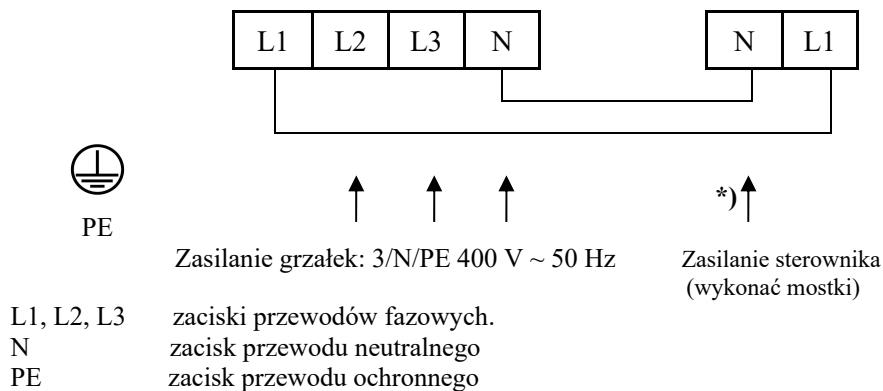 L1 L2 L3 N N L1
*)
PE
Zasilanie grzałek: 3/N/PE 400 V ~ 50 Hz
Zasilanie sterownika
(wykonać mostki)
L1, L2, L3 zaciski przewodów fazowych.
N zacisk przewodu neutralnego
PE zacisk przewodu ochronnego